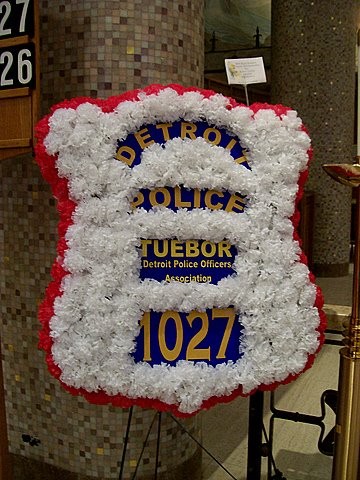 27
26
DETROIT
POLICE
TUEBOR
Detroit Police Officers
Association
1027